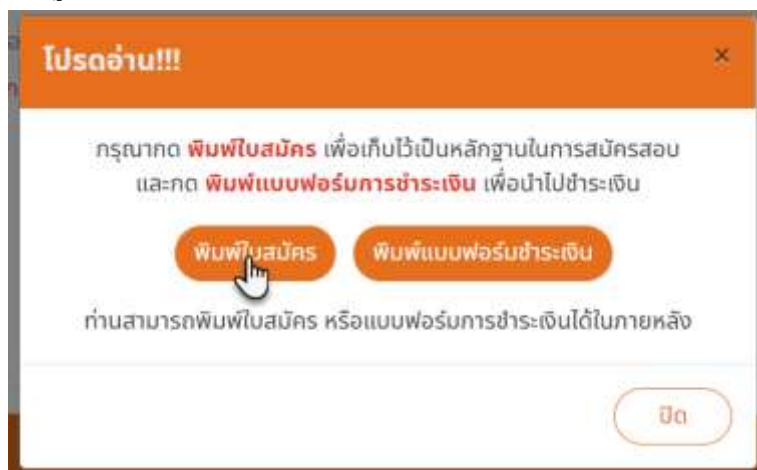 โปรดอ่าน!!!
×
กรุณากด พิมพ์ใบสมัคร เพื่อเก็บไว้เป็นหลักฐานในการสมัครสอบ
และกด พิมพ์แบบฟอร์มการชำระเงิน เพื่อนำไปชำระเงิน
พิมพ์ใบสมัคร พิมพ์แบบฟอร์มชำระเงิน
ท่านสามารถพิมพ์ใบสมัคร หรือแบบฟอร์มการชำระเงินได้ในภายหลัง
ปิด